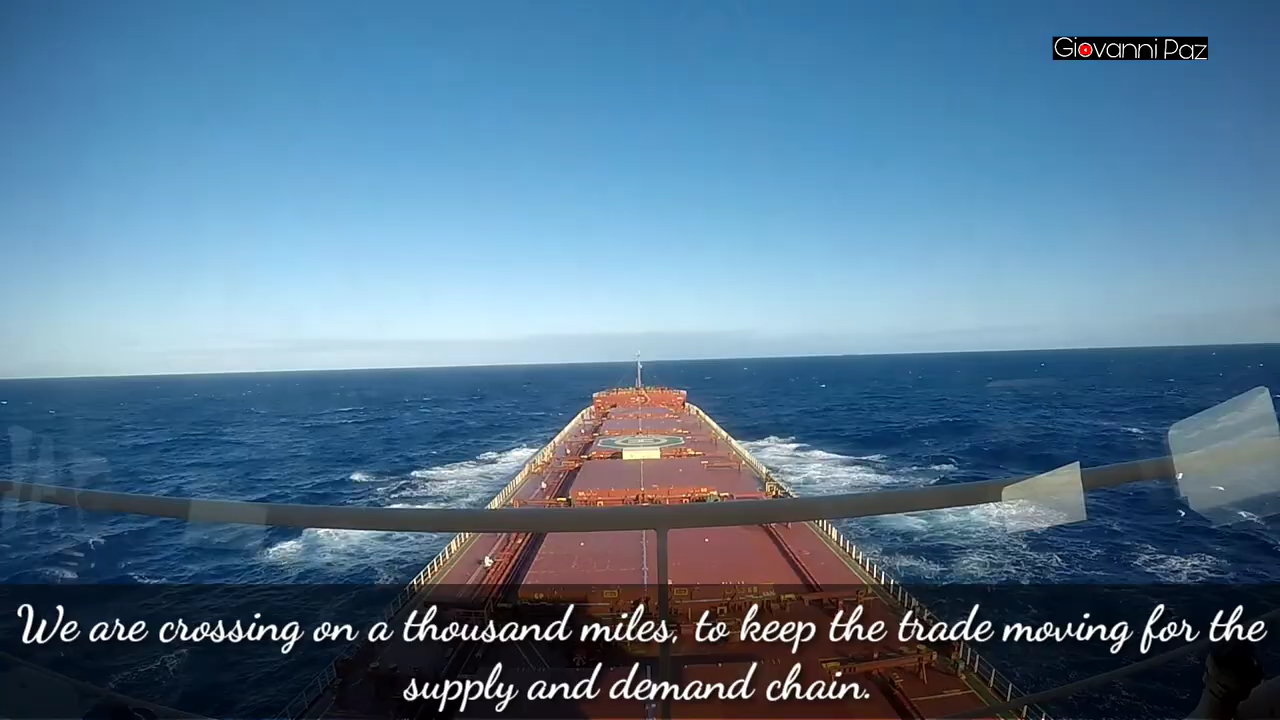 Giovanni Paz
We are crossing on a thousand miles, to keep the trade moving for the
supply and demand chain.